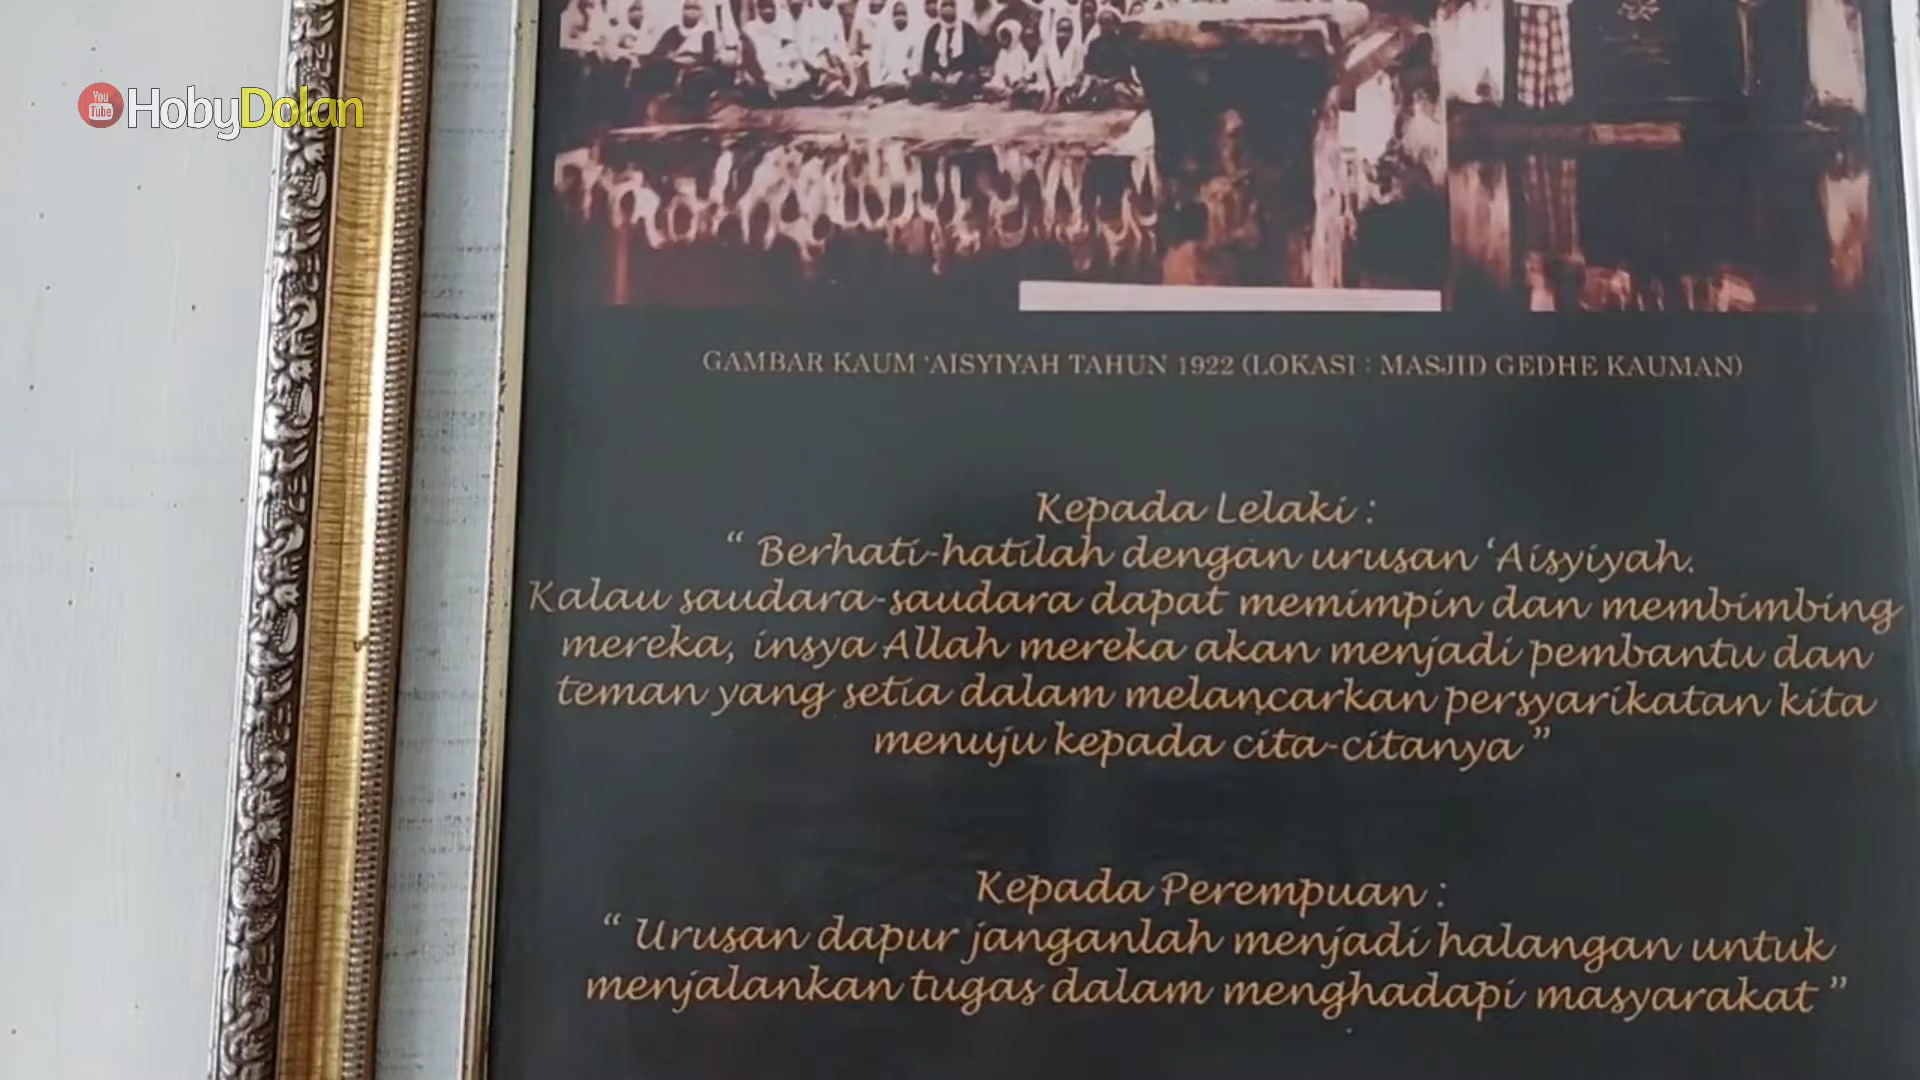 You
Tube
HobyDolan
GAMBAR KAUM ‘AISYIYAH TAHUN 1922 (LOKASI : MASJID GEDHE KAUMAN)
Kepada Lelaki :
“ Berhati-hatilah dengan urusan ‘Aisyiyah.
Kalau saudara-saudara dapat memimpin dan membimbing
mereka, insya Allah mereka akan menjadi pembantu dan
teman yang setia dalam melancarkan persyarikatan kita
menuju kepada cita-citanya ”
Kepada Perempuan :
“ Urusan dapur janganlah menjadi halangan untuk
menjalankan tugas dalam menghadapi masyarakat ”